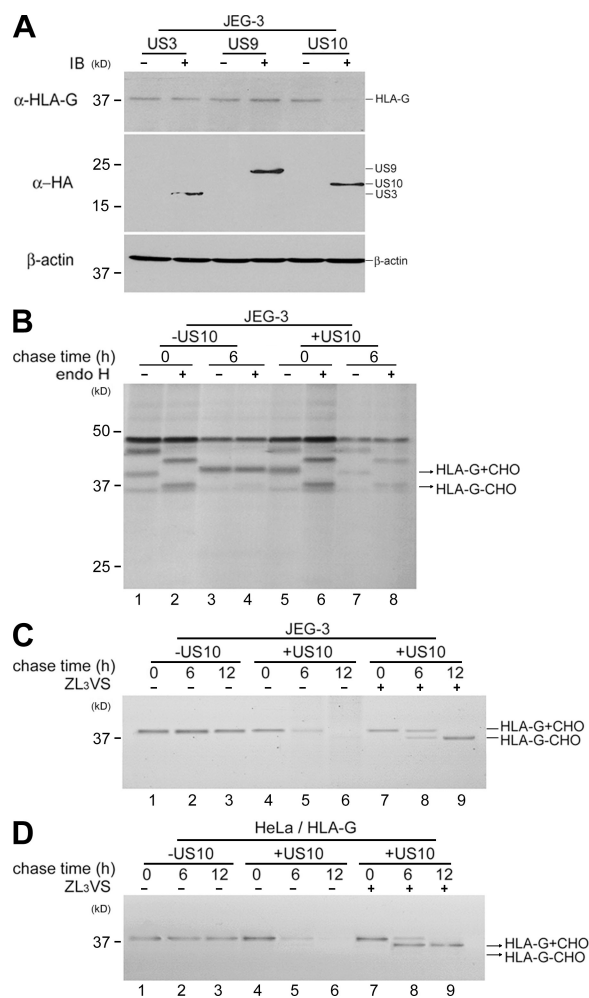 A
JEG-3
US3 US9 US10
IB (kD) – + – + – +
α-HLA-G 37 HLA-G
25 US9
α–HA US10
15 US3
β-actin β-actin
37
B
JEG-3
-US10 +US10
chase time (h) 0 6 0 6
endo H – + – + – + – +
(kD)
50
HLA-G+CHO
37 HLA-G-CHO
25
1 2 3 4 5 6 7 8
C
JEG-3
-US10 +US10 +US10
chase time (h) 0 6 12 0 6 12 0 6 12
ZL3VS – – – – – – + + +
(kD)
HLA-G+CHO
37 HLA-G-CHO
1 2 3 4 5 6 7 8 9
D
HeLa / HLA-G
-US10 +US10 +US10
chase time (h) 0 6 12 0 6 12 0 6 12
ZL3VS – – – – – – + + +
(kD)
37 HLA-G+CHO
HLA-G-CHO
1 2 3 4 5 6 7 8 9